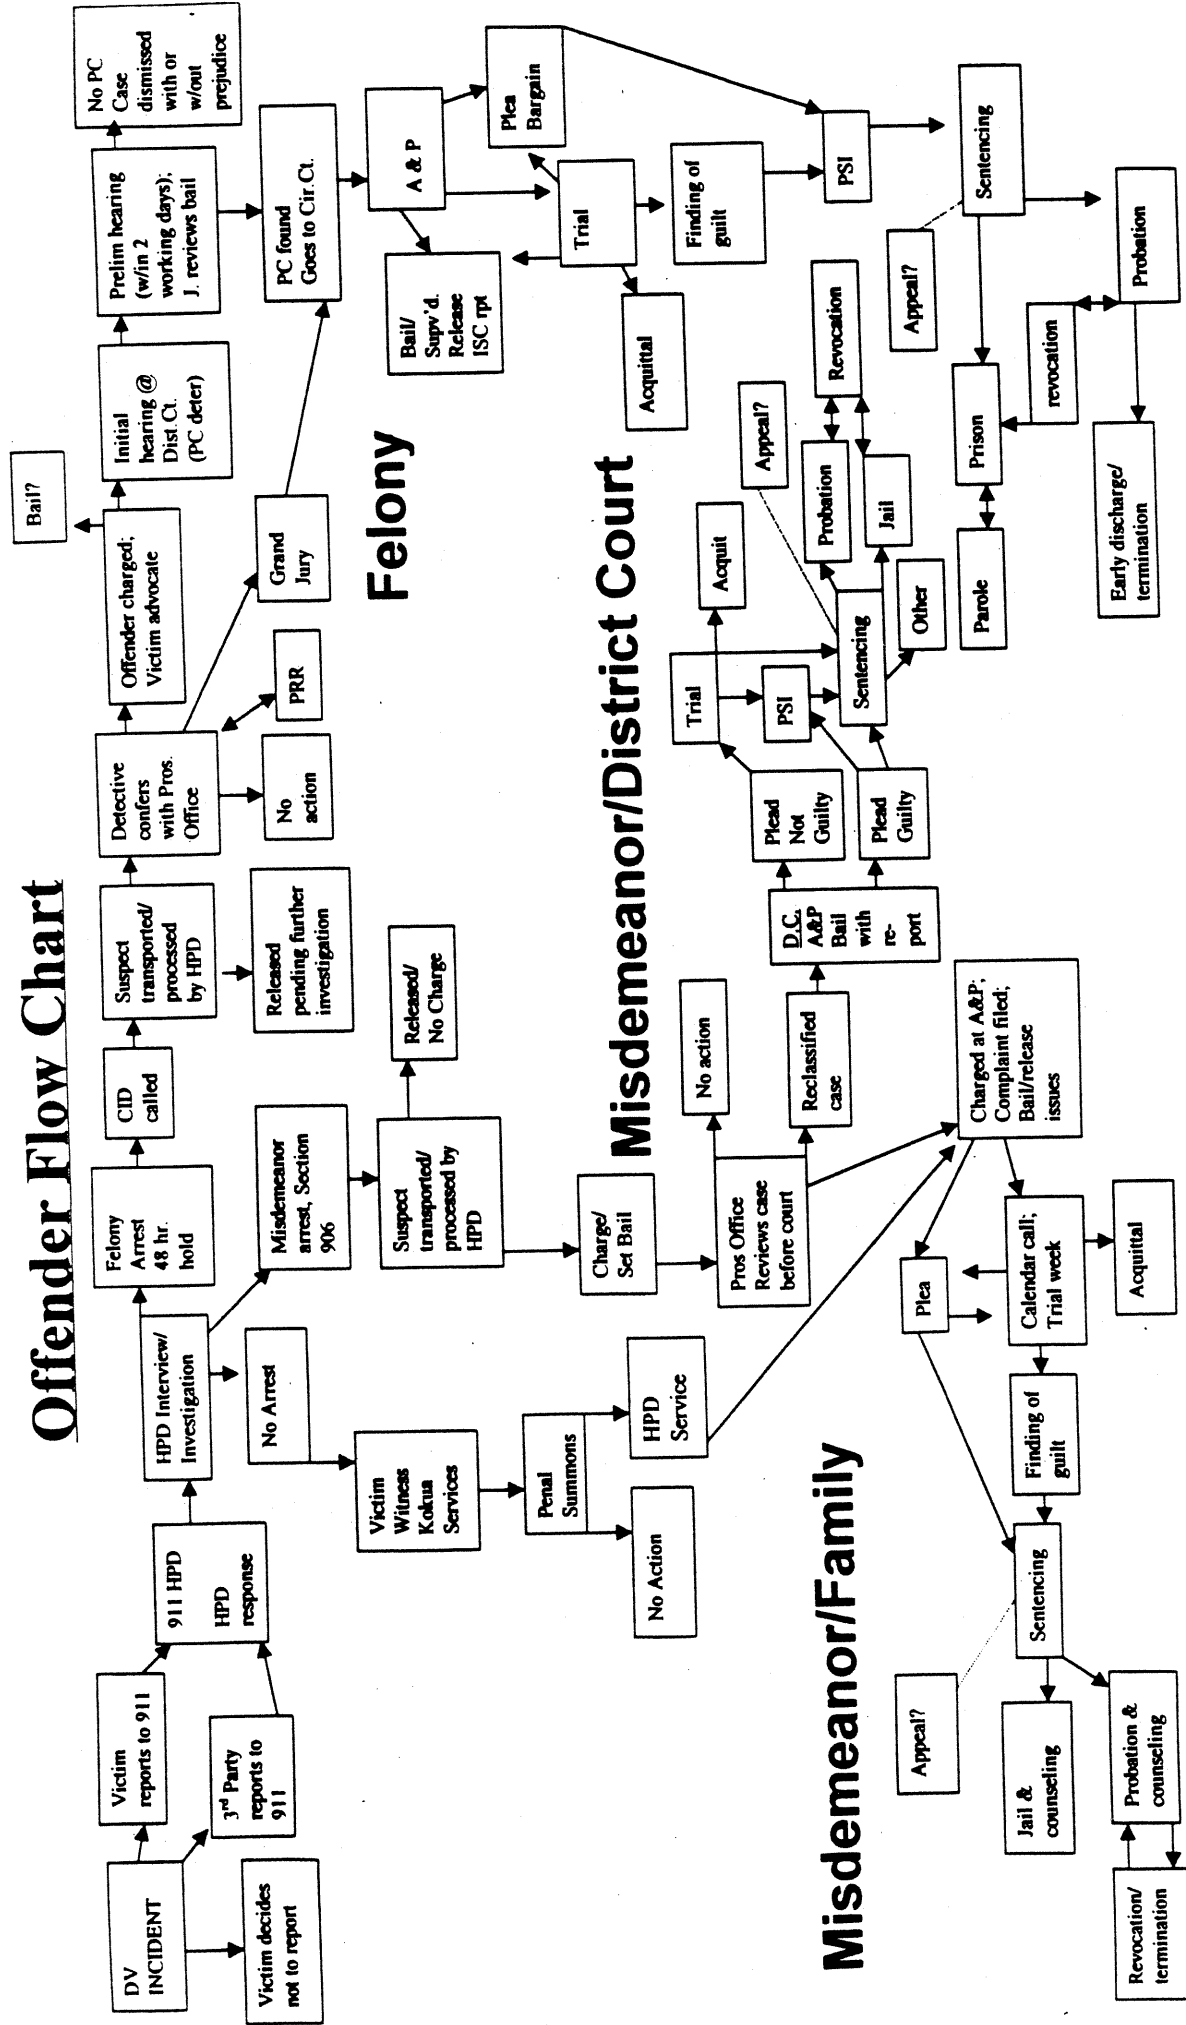 Offender Flow Chart
DV
INCIDENT
Victim
reports to 911
3rd Party
reports to
911
Victim decides
not to report
911 HPD
HPD
response
HPD Interview/
Investigation
No Arrest
Felony
Arrest
48 hr.
hold
CID
called
Suspect
transported/
processed
by HPD
Released
pending further
investigation
Detective
confers
with Pros.
Office
No
action
PRR
Offender charged;
Victim advocate
Bail?
Grand
Jury
Initial
hearing @
Dist.Ct.
(PC deter)
Prelim hearing
(w/in 2
working days);
J. reviews bail
No PC
Case
dismissed
with or
w/out
prejudice
PC found
Goes to Cir.Ct.
Felony
A & P
Bail/
Supv'd.
Release
ISC rpt
Plea
Bargain
Trial
Acquittal
Finding of
guilt
PSI
Sentencing
Appeal?
Prison
Parole
revocation
Probation
Early discharge/
termination
Misdemeanor
arrest, Section
906
Suspect
transported/
processed by
HPD
Released/
No Charge
Charge/
Set Bail
Pros Office
Reviews case
before court
No action
Reclassified
case
Misdemeanor/District Court
D.C.
A&P
Bail
with
re-
port
Plead
Not
Guilty
Plead
Guilty
Trial
Acquit
PSI
Sentencing
Appeal?
Probation
Revocation
Jail
Other
Victim
Witness
Kokua
Services
Penal
Summons
HPD
Service
No Action
Misdemeanor/Family
Charged at A&P;
Complaint filed;
Bail/release
issues
Plea
Calendar call;
Trial week
Acquittal
Finding of
guilt
Sentencing
Appeal?
Jail &
counseling
Probation &
counseling
Revocation/
termination